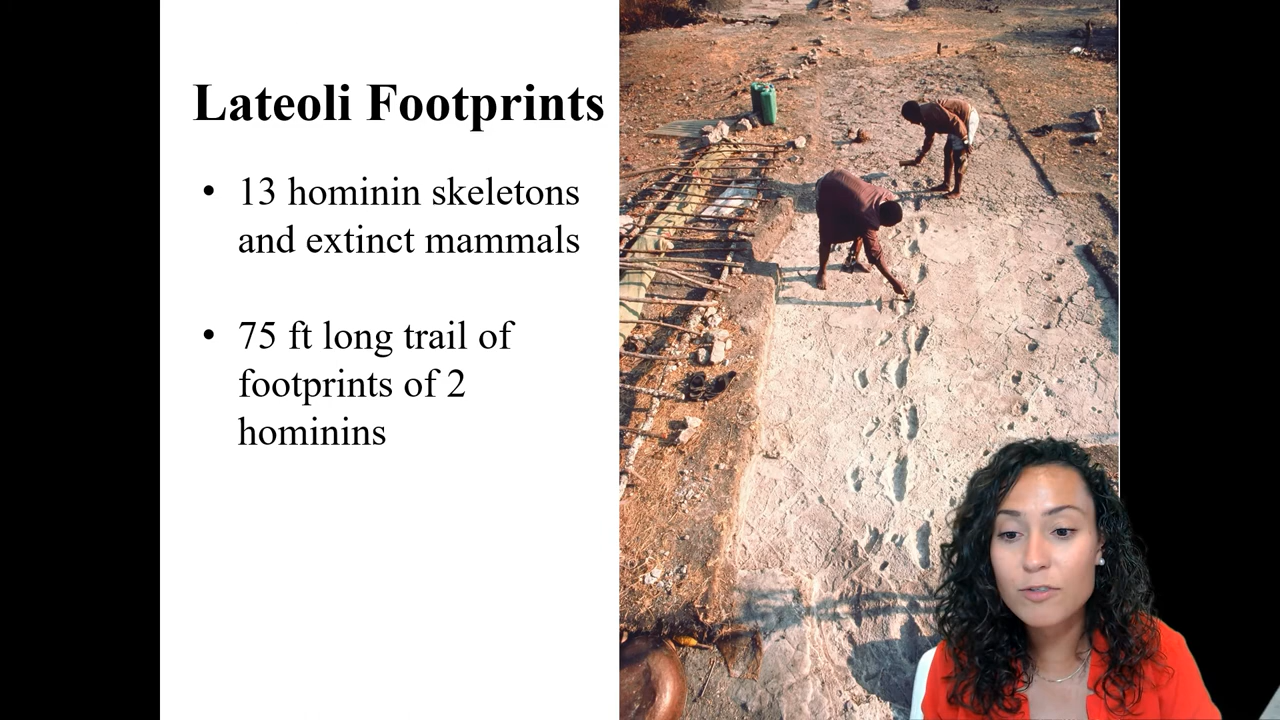 Lateoli Footprints
• 13 hominin skeletons
and extinct mammals
• 75 ft long trail of
footprints of 2
hominins